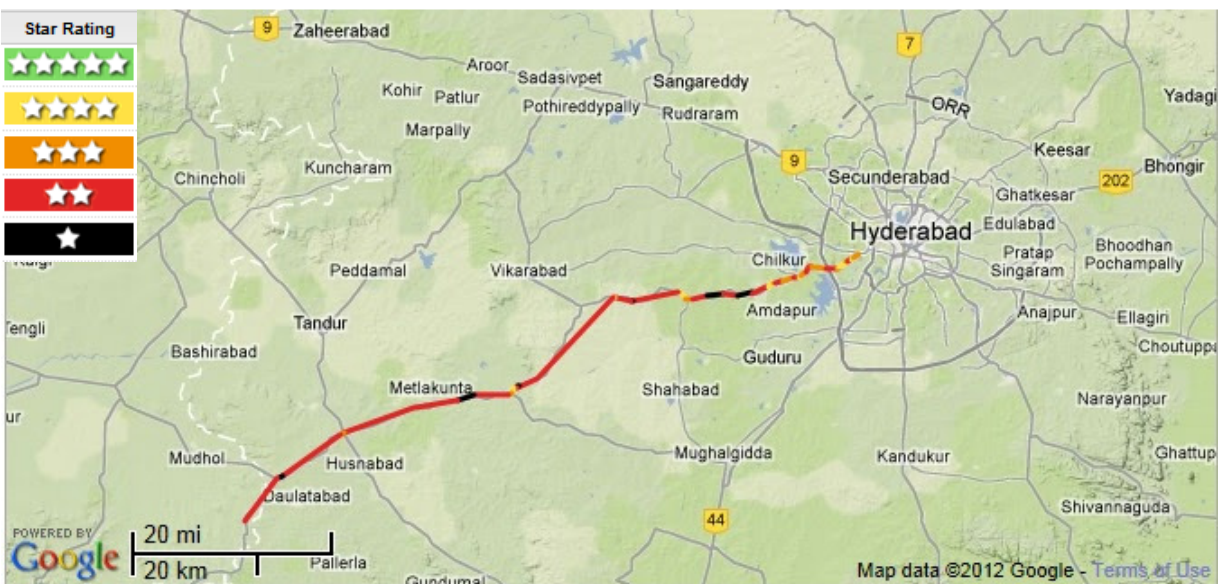 Star Rating
9
Zaheerabad
7
Aroor
Sadasivpet
Sangareddy
Kohir
Patlur
Pothireddypally
Rudraram
ORR
Yadagi
Marpally
Keesar
9
Kuncharam
Chincholi
Secunderabad
202
Bhongir
Ghatkesar
Hyderabad
Edulabad
Bhoodhan
Pochampally
Pratap
Singaram
Chilkur
Peddamal
Vikarabad
Amdapur
Anajpur
Ellagiri
Tengli
Tandur
Choutuppa
Bashirabad
Guduru
Metlakunta
Shahabad
Narayanpur
ur
Mudhol
Husnabad
Mughalgidda
Kandukur
Ghattup
Daulatabad
Shivannaguda
44
POWERED BY
Google
20 mi
20 km
Pallerla
Gundumal
Map data ©2012 Google - Terms of Use